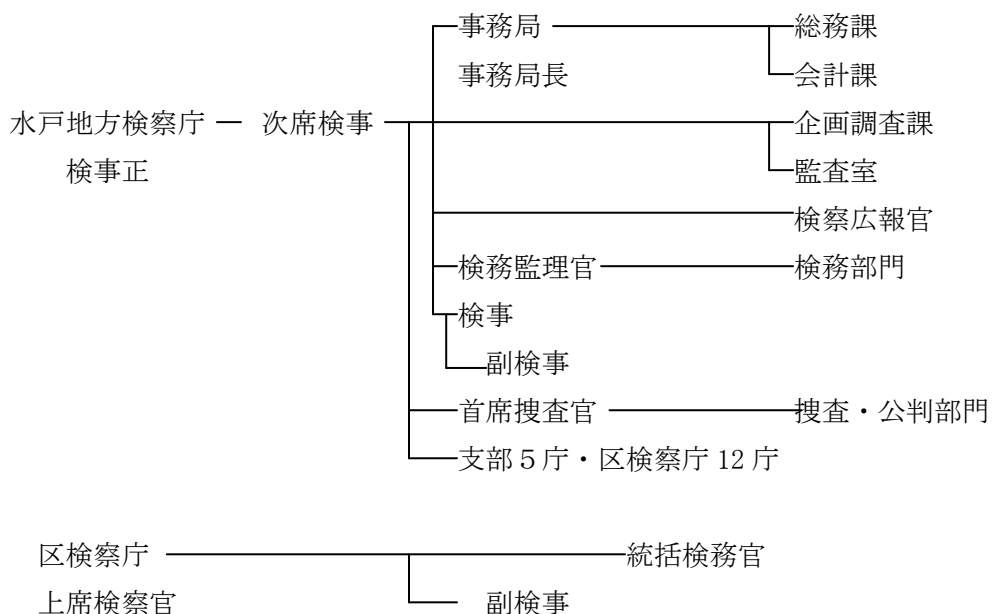 事務局 総務課
事務局長 会計課
水戸地方検察庁 次席検事 企画調査課
検事正 監査室
検察広報官
検務監理官 検務部門
検事
副検事
首席捜査官 捜査・公判部門
支部5庁・区検察庁12庁
区検察庁 統括検務官
上席検察官 副検事